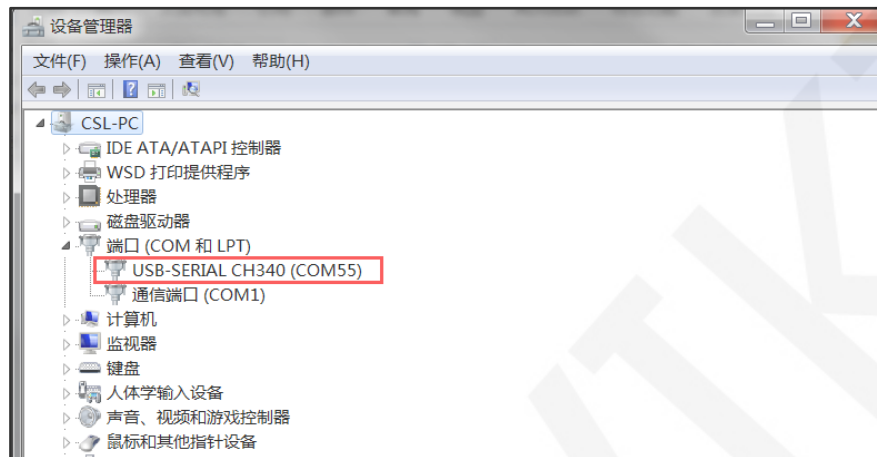 设备管理器
文件(F) 操作(A) 查看(V) 帮助(H)
CSL-PC
IDE ATA/ATAPI 控制器
WSD 打印提供程序
处理器
磁盘驱动器
端口 (COM 和 LPT)
USB-SERIAL CH340 (COM55)
通信端口 (COM1)
计算机
监视器
键盘
人体学输入设备
声音、视频和游戏控制器
鼠标和其他指针设备